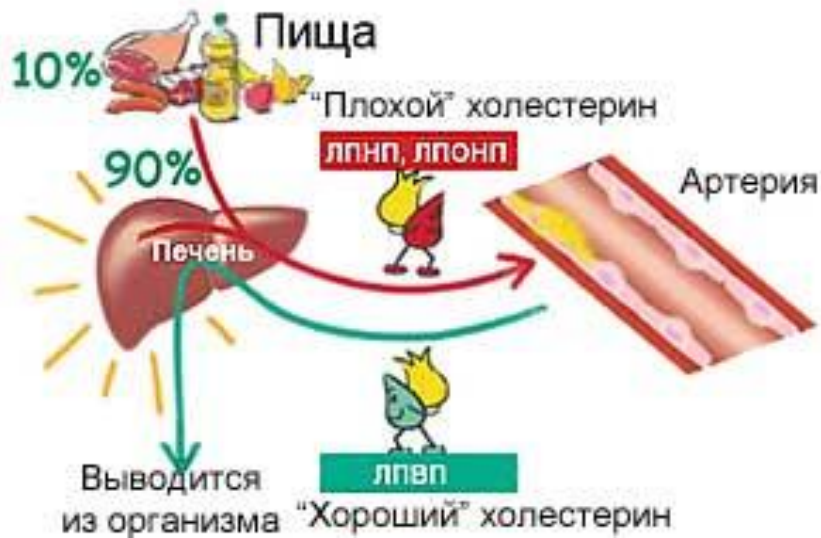 Пища
10%
"Плохой" холестерин
ЛПНП, ЛПОНП
90%
Артерия
Печень
ЛПВП
Выводится
из организма
"Хороший" холестерин